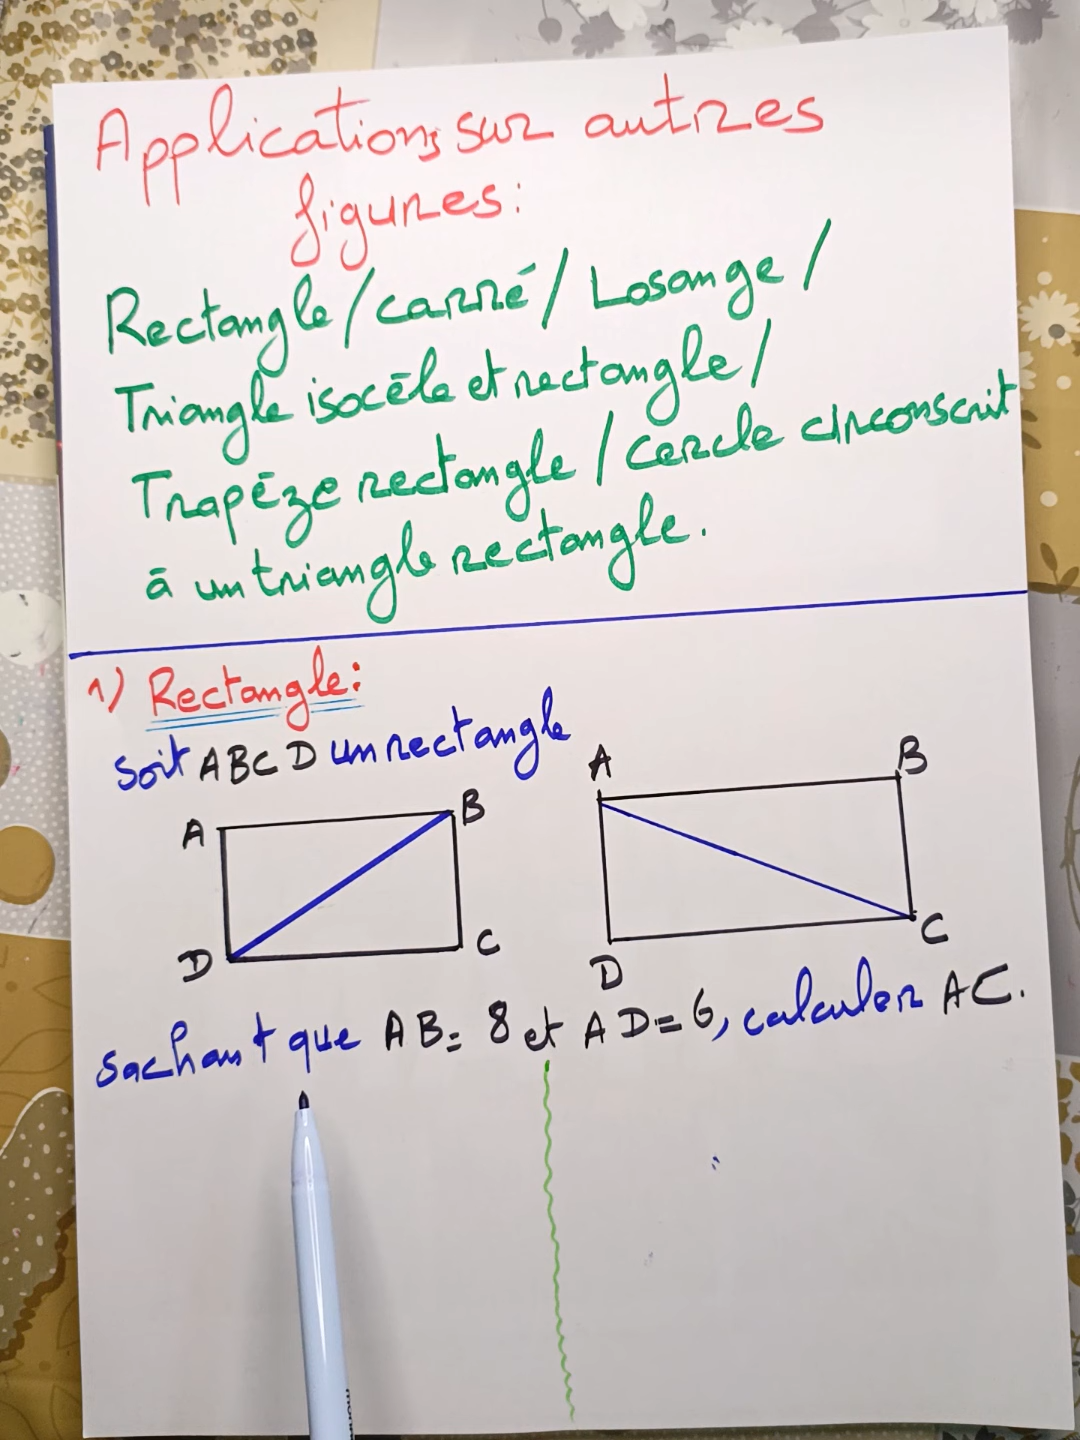 Applications sur autres
figures:
Rectangle / carré / Losange /
Triangle isocèle et rectangle /
Trapèze rectangle / cercle circonscrit
à un triangle rectangle.
1) Rectangle:
soit ABCD un rectangle
A B
A B
D C
D C
sachant que AB = 8 et AD = 6, calculer AC.